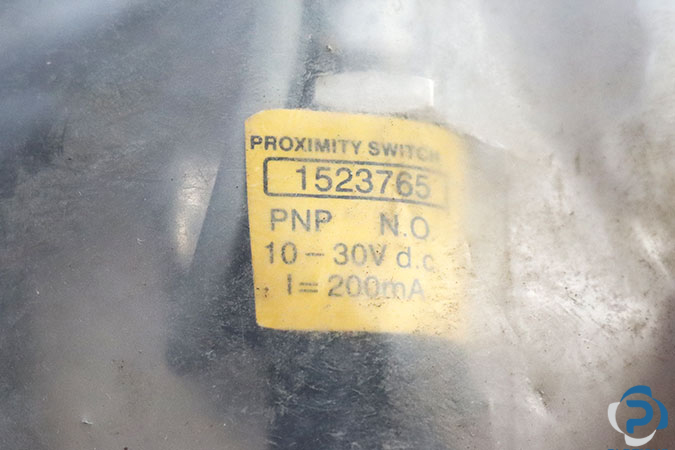 PROXIMITY SWITCH
1523765
PNP N.O
10 – 30V d.c
I = 200mA
P